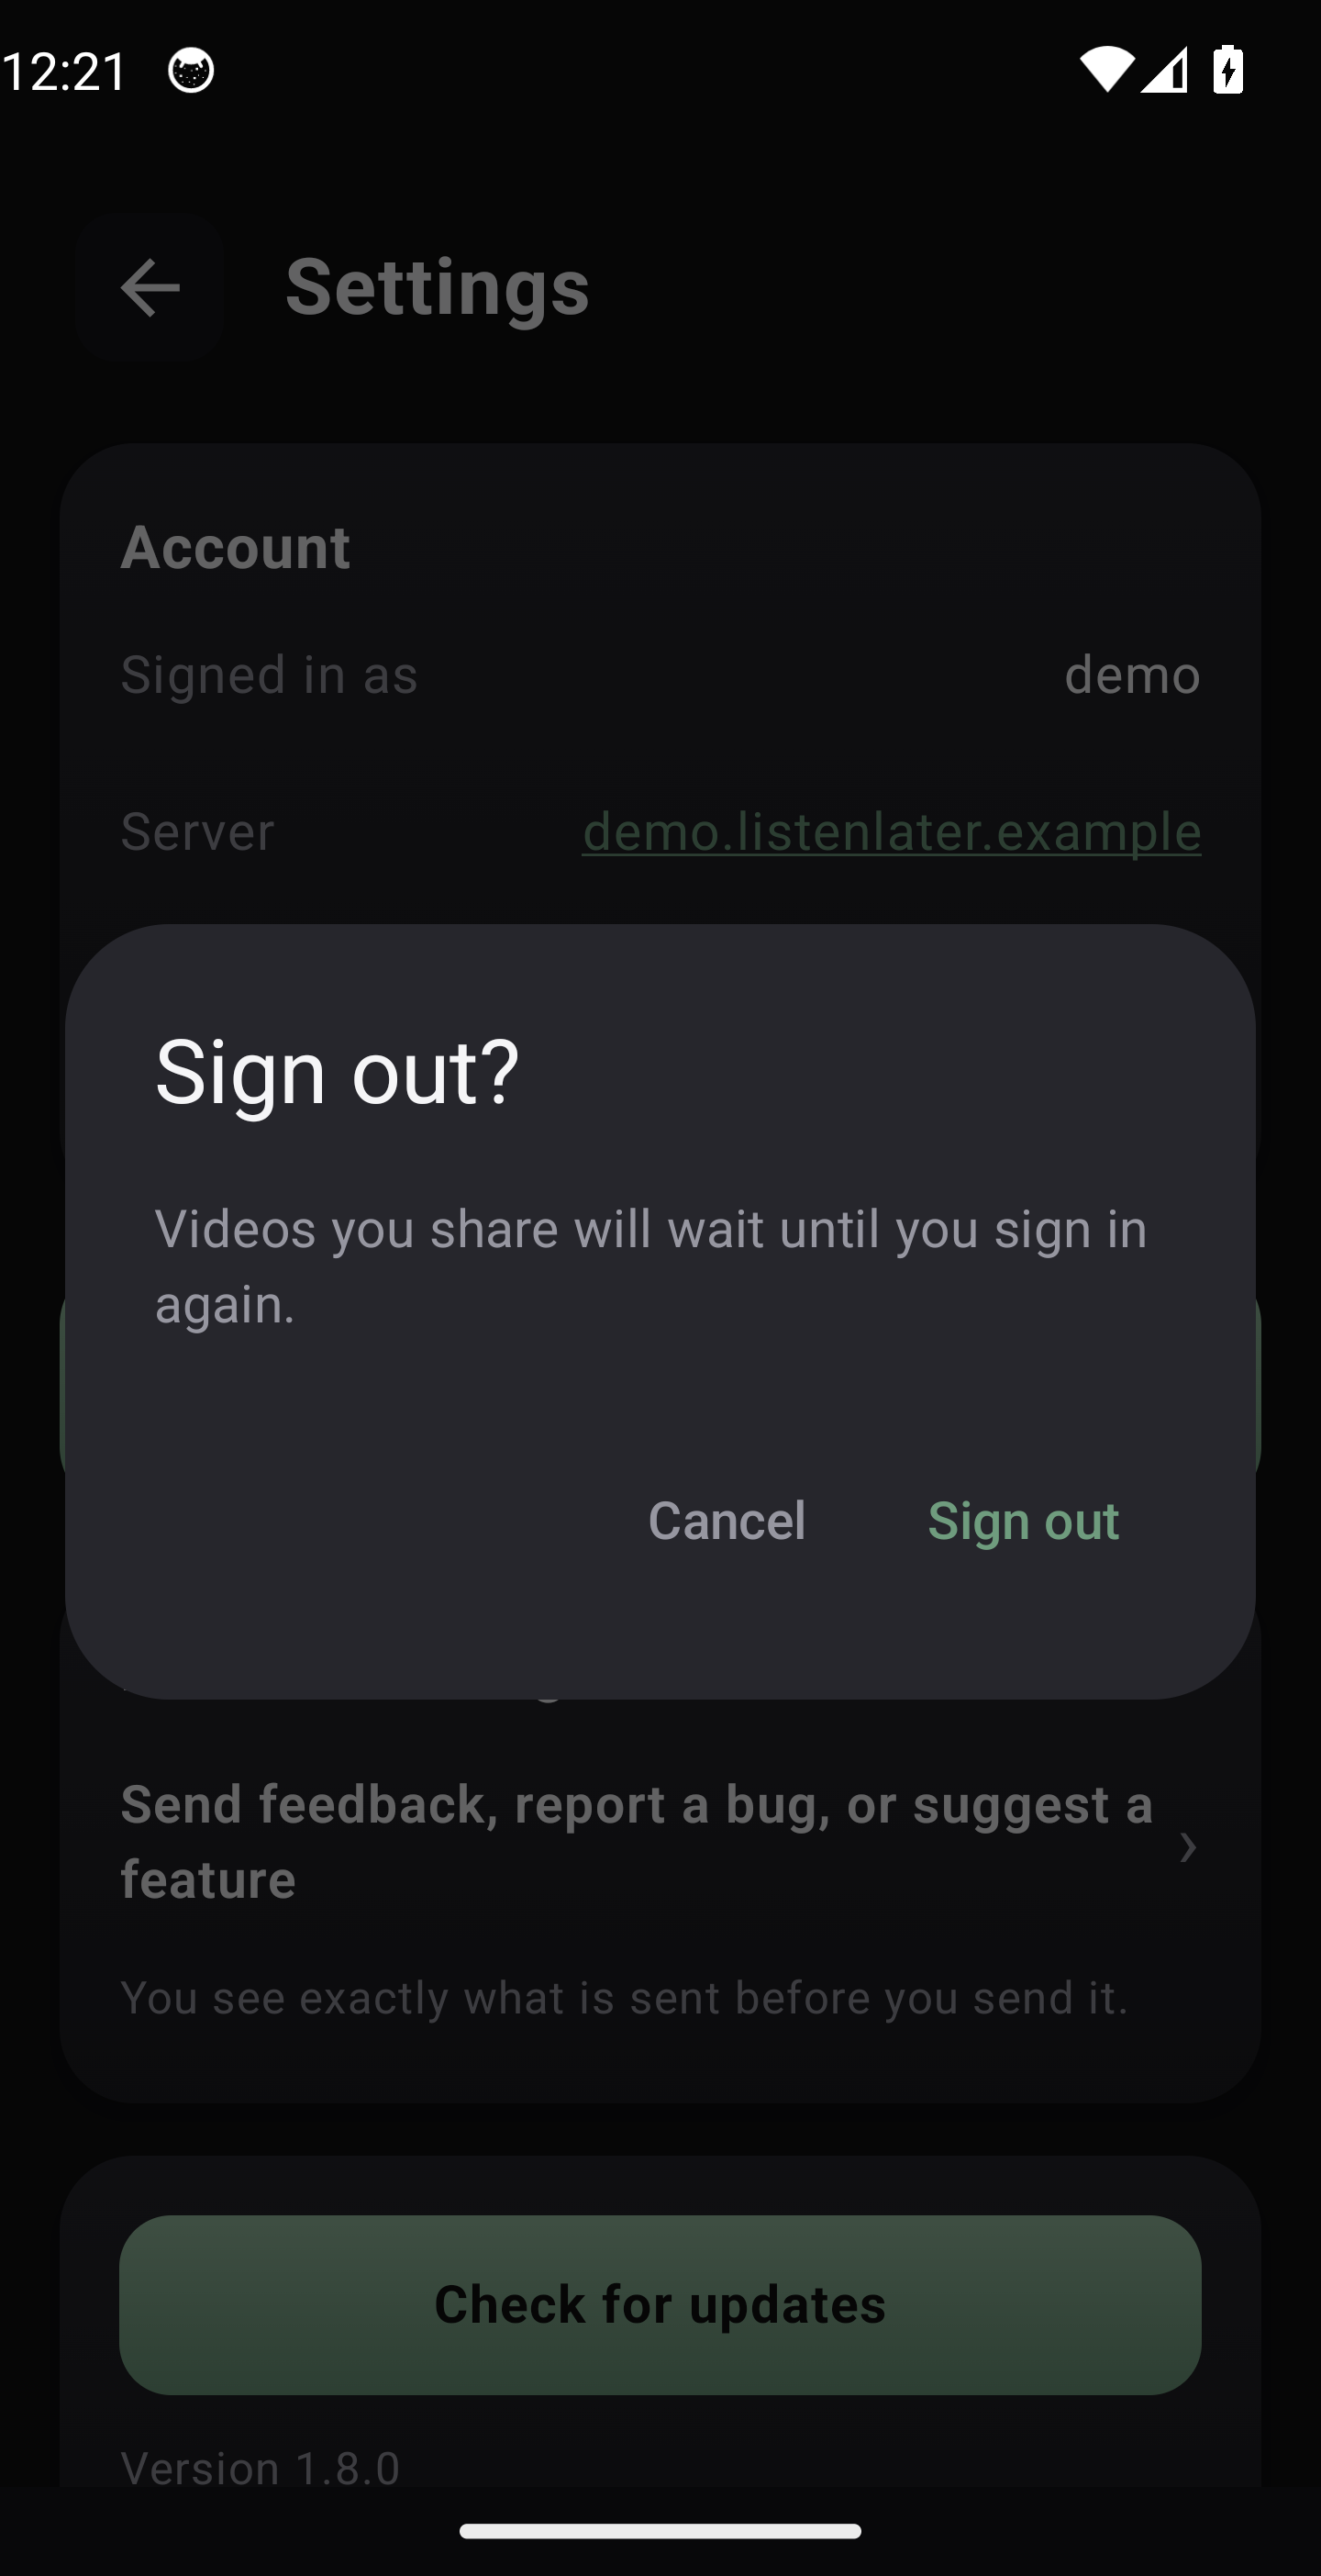 12:21
Settings
Account
Signed in as
demo
Server
demo.listenlater.example
Sign out?
Videos you share will wait until you sign in
again.
Cancel
Sign out
Send feedback, report a bug, or suggest a
feature
›
You see exactly what is sent before you send it.
Check for updates
Version 1.8.0